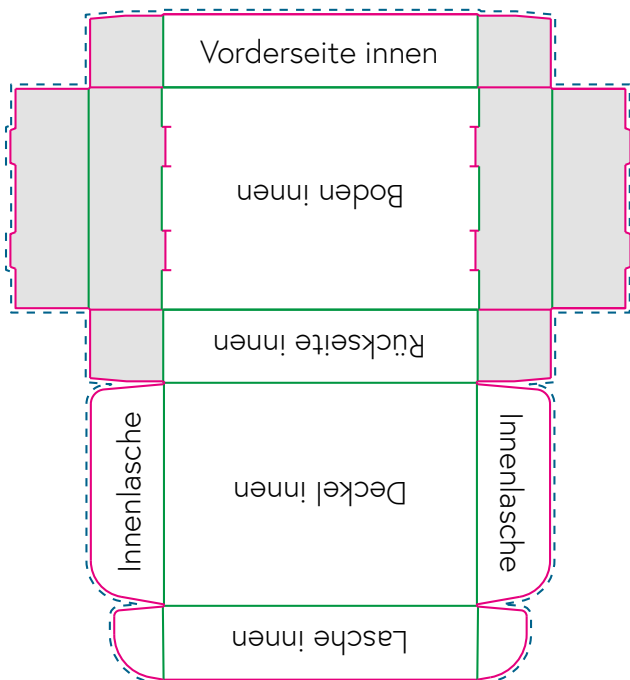 Vorderseite innen
Boden innen
Rückseite innen
Innenlasche
Innenlasche
Deckel innen
Lasche innen